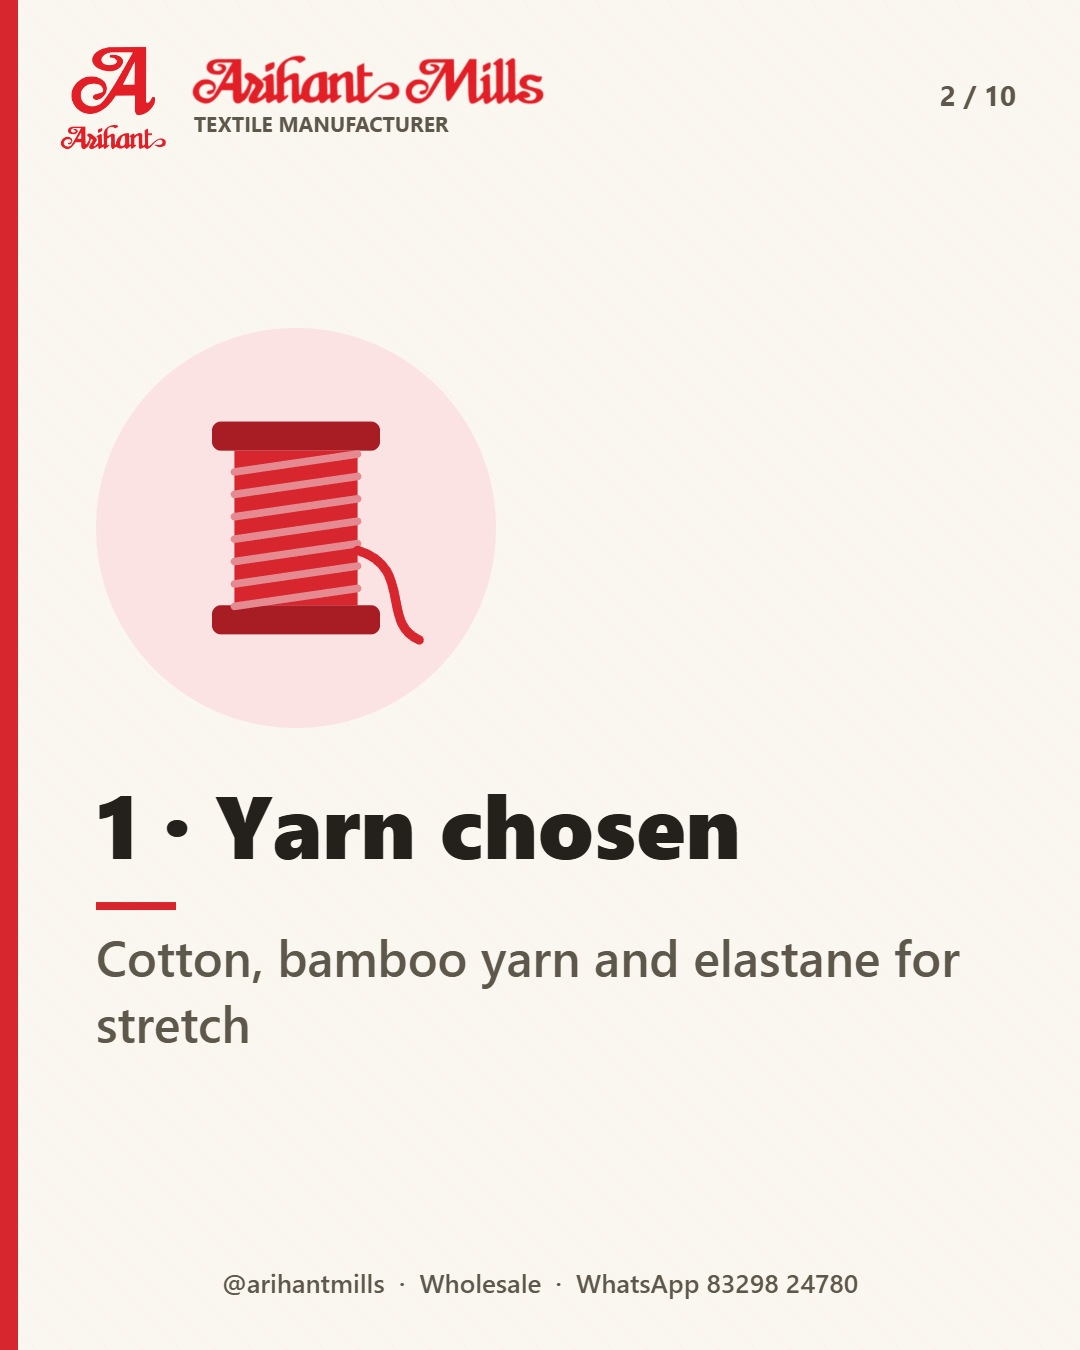 A
Arihant
Arihant Mills
TEXTILE MANUFACTURER
2 / 10
1 · Yarn chosen
Cotton, bamboo yarn and elastane for
stretch
@arihantmills · Wholesale · WhatsApp 83298 24780